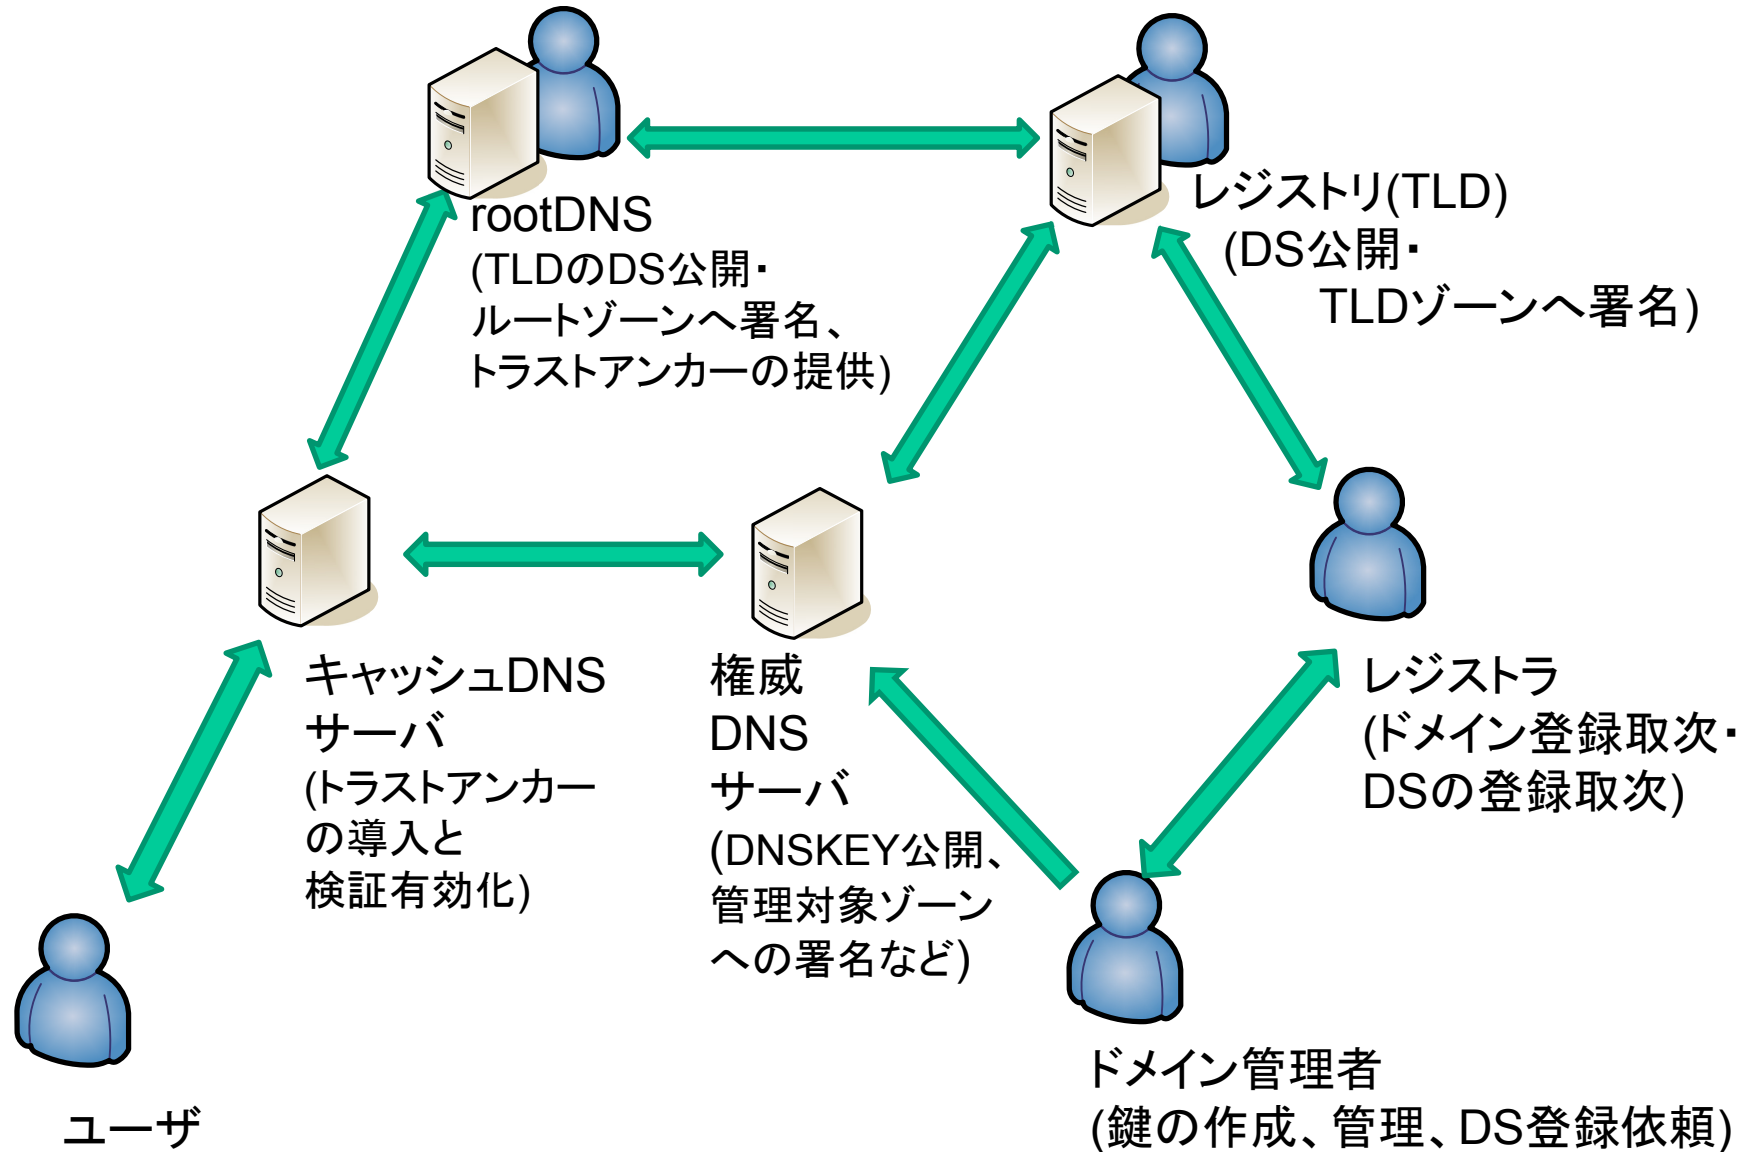 rootDNS
(TLDのDS公開・
ルートゾーンへ署名、
トラストアンカーの提供)
レジストリ(TLD)
(DS公開・
TLDゾーンへ署名)
キャッシュDNS
サーバ
(トラストアンカー
の導入と
検証有効化)
権威
DNS
サーバ
(DNSKEY公開、
管理対象ゾーン
への署名など)
レジストラ
(ドメイン登録取次・
DSの登録取次)
ユーザ
ドメイン管理者
(鍵の作成、管理、DS登録依頼)